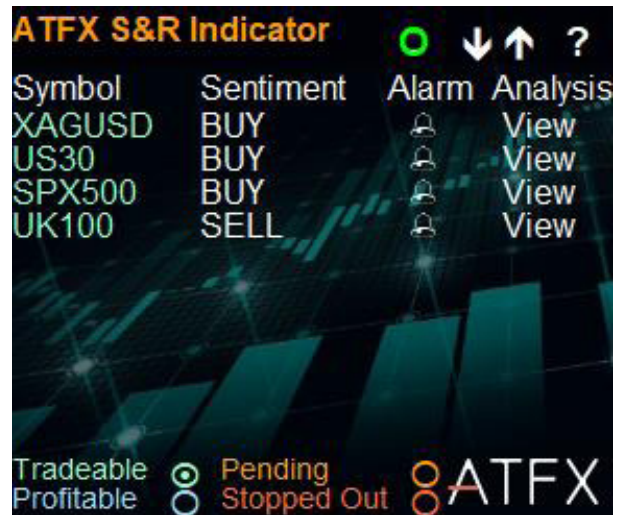 ATFX S&R Indicator ?
Symbol Sentiment Alarm Analysis
XAGUSD BUY View
US30 BUY View
SPX500 BUY View
UK100 SELL View
Tradeable Pending
Profitable Stopped Out
ATFX